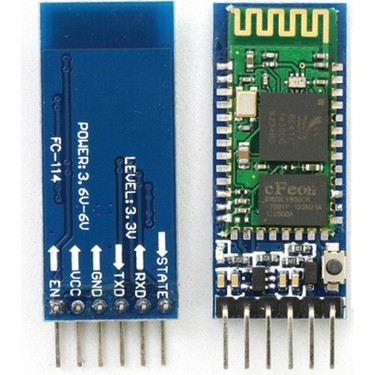 FC-114
POWER:3.6V-6V
LEVEL:3.3V
EN
VCC
GND
TXD
RXD
STATE
cFeon